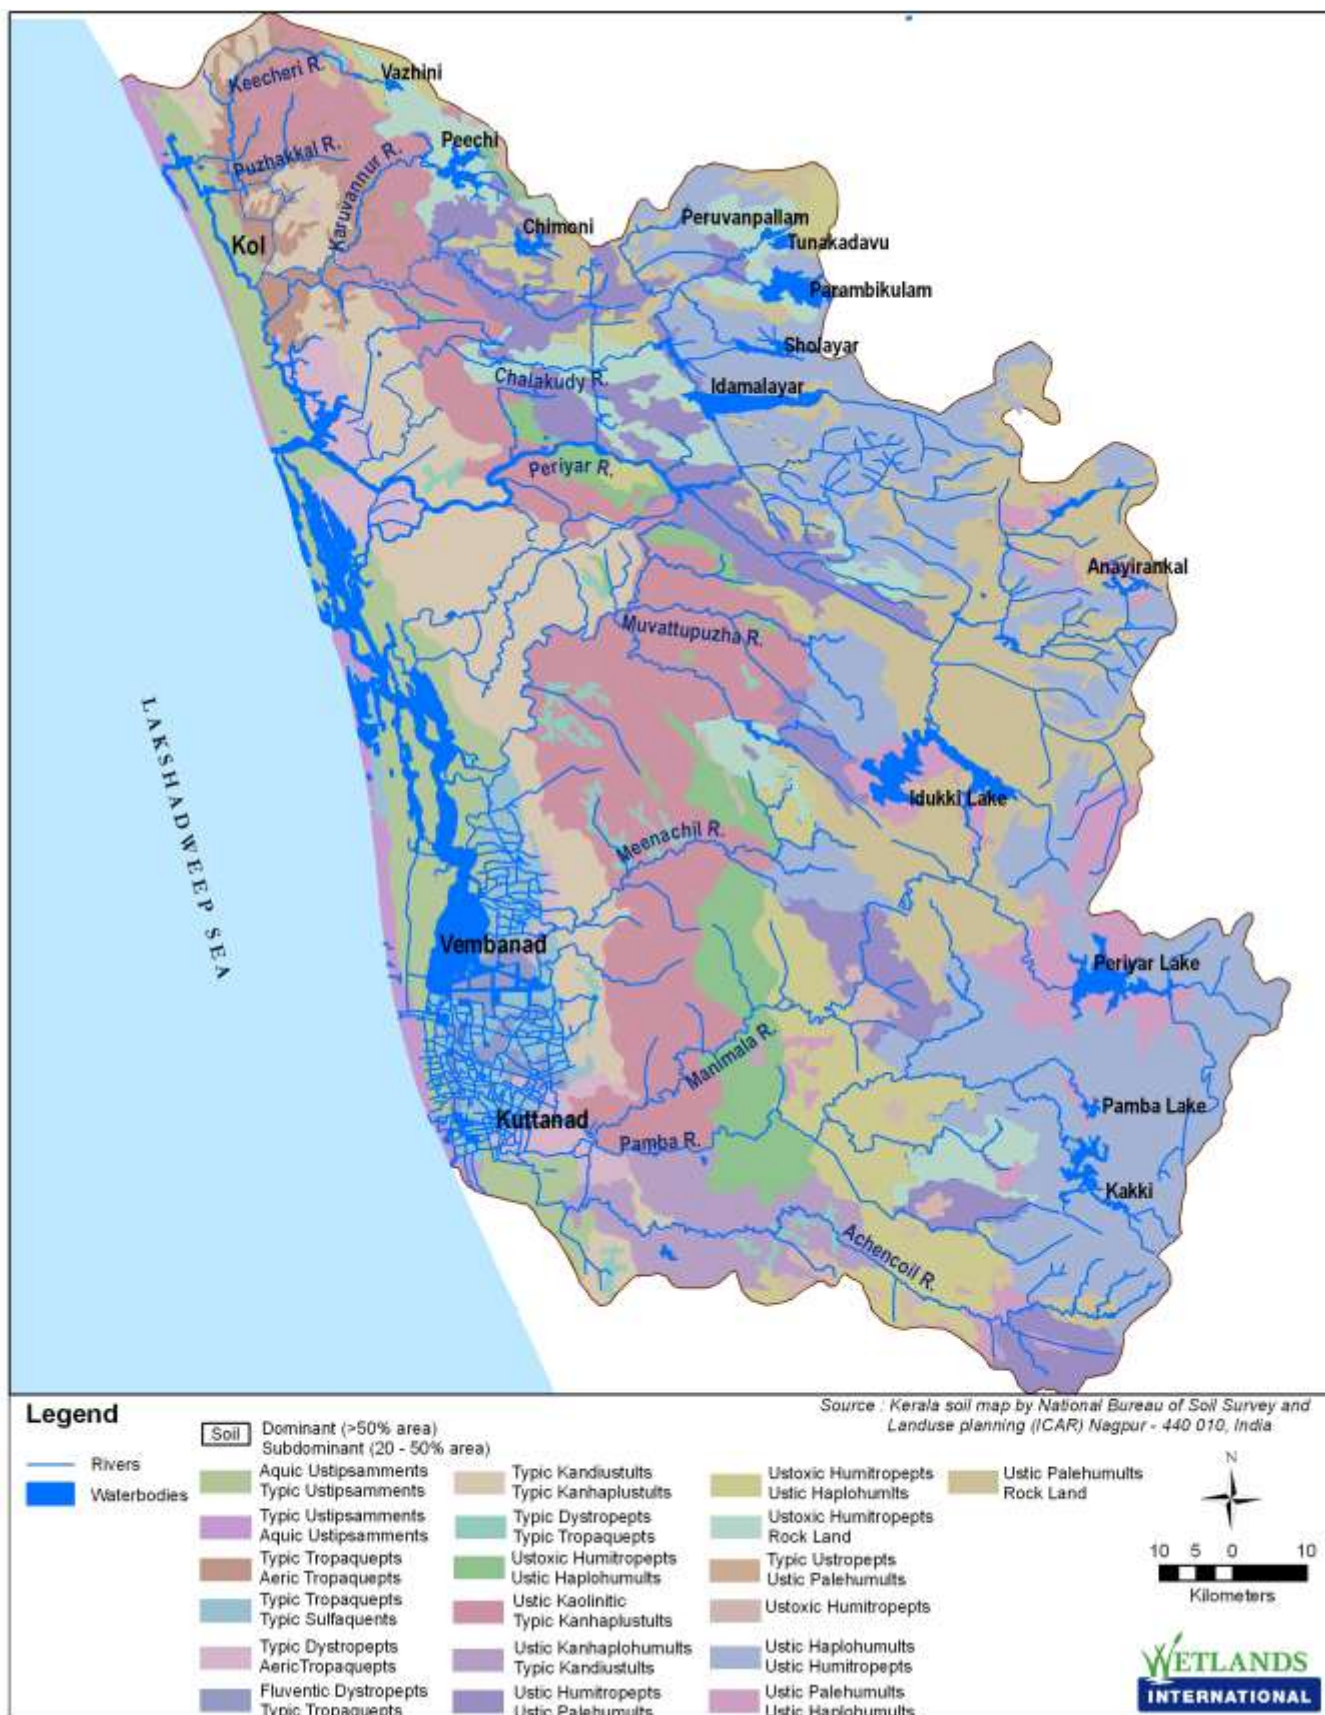 Keecheri R.
Vazhini
Puzhakkal R.
Karuvannur R.
Peechi
Kol
Chimoni
Peruvanpallam
Tunakadavu
Parambikulam
Sholayar
Chalakudy R.
Idamalayar
Periyar R.
Anayirankal
Muvattupuzha R.
LAKSHADWEEP SEA
Idukki Lake
Meenachil R.
Vembanad
Periyar Lake
Manimala R.
Kuttanad
Pamba R.
Pamba Lake
Kakki
Achencoil R.
Legend
Source : Kerala soil map by National Bureau of Soil Survey and
Landuse planning (ICAR) Nagpur - 440 010, India
Rivers
Waterbodies
Soil
Dominant (>50% area)
Subdominant (20 - 50% area)
Aquic Ustipsamments
Typic Ustipsamments
Typic Ustipsamments
Aquic Ustipsamments
Typic Tropaquepts
Aeric Tropaquepts
Typic Tropaquepts
Typic Sulfaquents
Typic Dystropepts
AericTropaquepts
Fluventic Dystropepts
Typic Tropaquepts
Typic Kandiustults
Typic Kanhaplustults
Typic Dystropepts
Typic Tropaquepts
Ustoxic Humitropepts
Ustic Haplohumults
Ustic Kaolinitic
Typic Kanhaplustults
Ustic Kanhaplohumults
Typic Kandiustults
Ustic Humitropepts
Ustic Palehumults
Ustoxic Humitropepts
Ustic Haplohumlts
Ustoxic Humitropepts
Rock Land
Typic Ustropepts
Ustic Palehumults
Ustoxic Humitropepts
Ustic Haplohumults
Ustic Humitropepts
Ustic Palehumults
Ustic Haplohumults
Ustic Palehumults
Rock Land
N
10 5 0 10
Kilometers
WETLANDS
INTERNATIONAL